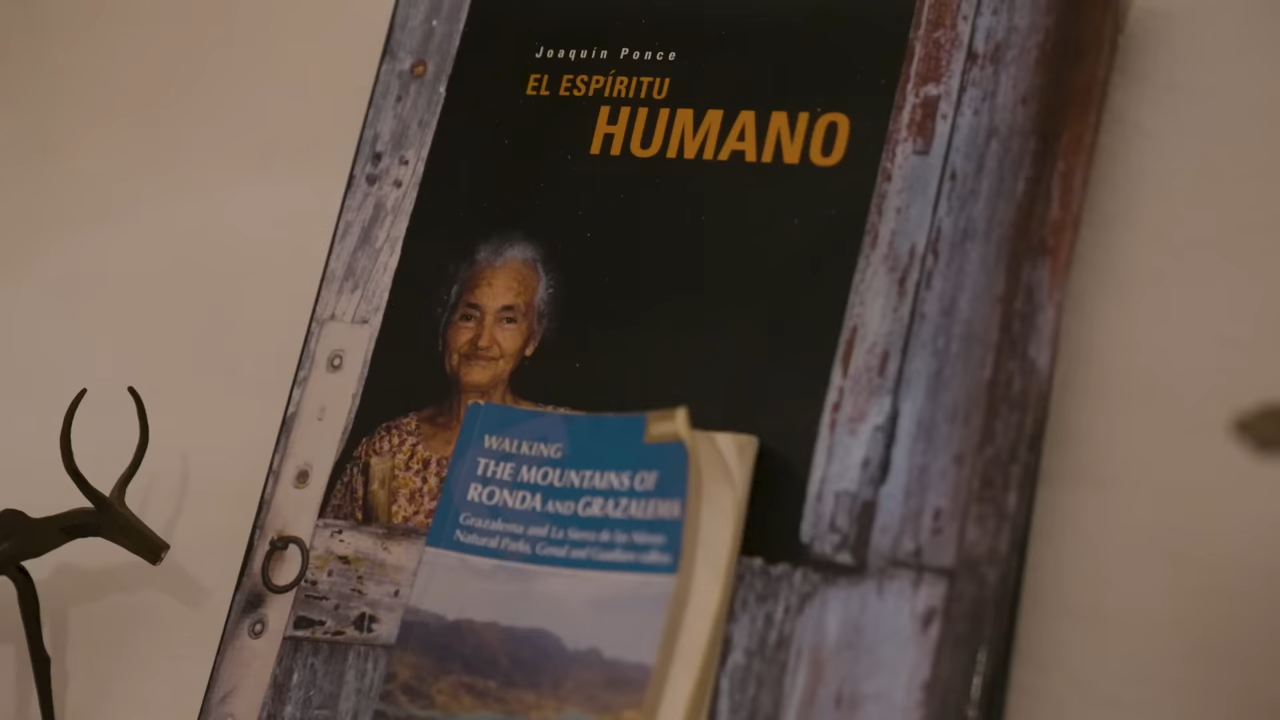 Joaquín Ponce
EL ESPÍRITU
HUMANO
WALKING
THE MOUNTAINS OF
RONDA AND GRAZALEMA
Grazalema and La Sierra de las Nieves
Natural Parks, Genal and Guadiaro valleys